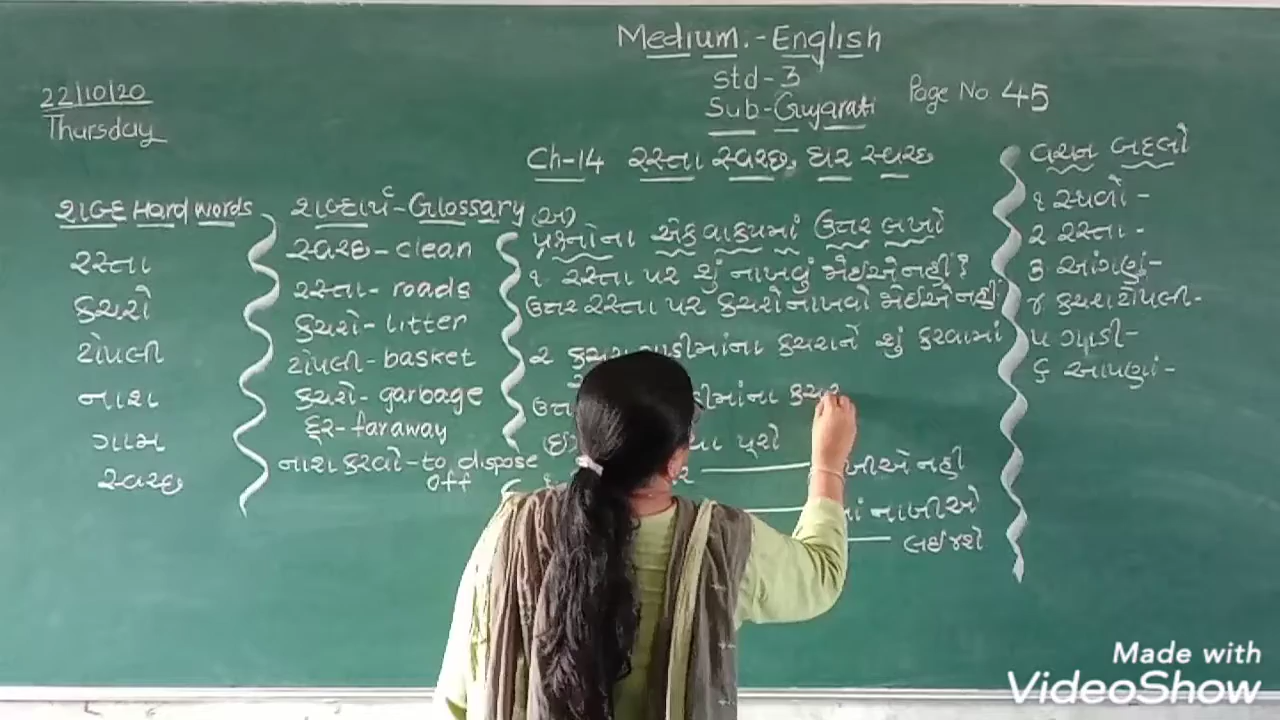 Medium.-English
Std-3
Sub-Gujarati
Page No. 45
22/10/20
Thursday
Ch-14 રસ્તા સ્વચ્છ, ઘર સ્વચ્છ
શબ્દ Hard words
રસ્તા
કચરો
ટોપલી
નાશ
ગામ
સ્વચ્છ
શબ્દાર્થ-Glossary
સ્વચ્છ-clean
રસ્તા-roads
કચરો-litter
ટોપલી-basket
કચરો-garbage
દૂર-faraway
નાશ કરવો-to dispose
off
(અ)
પ્રશ્નોના એક વાક્યમાં ઉત્તર લખો
૧. રસ્તા પર શું નાખવું જોઈએ નહીં?
ઉત્તર રસ્તા પર કચરો નાખવો જોઈએ નહીં
૨ કચરા ગાડીમાંના કચરાને શું કરવામાં
માંના કચર
પૂરો
નહીં
નાખીએ
લઈ જશે
વચન બદલો
૧ સ્થળો-
૨ રસ્તા-
૩ આંગણું-
૪ કચરાટોપલી-
૫ ગાડી-
૬ આપણાં-
Made with
VideoShow